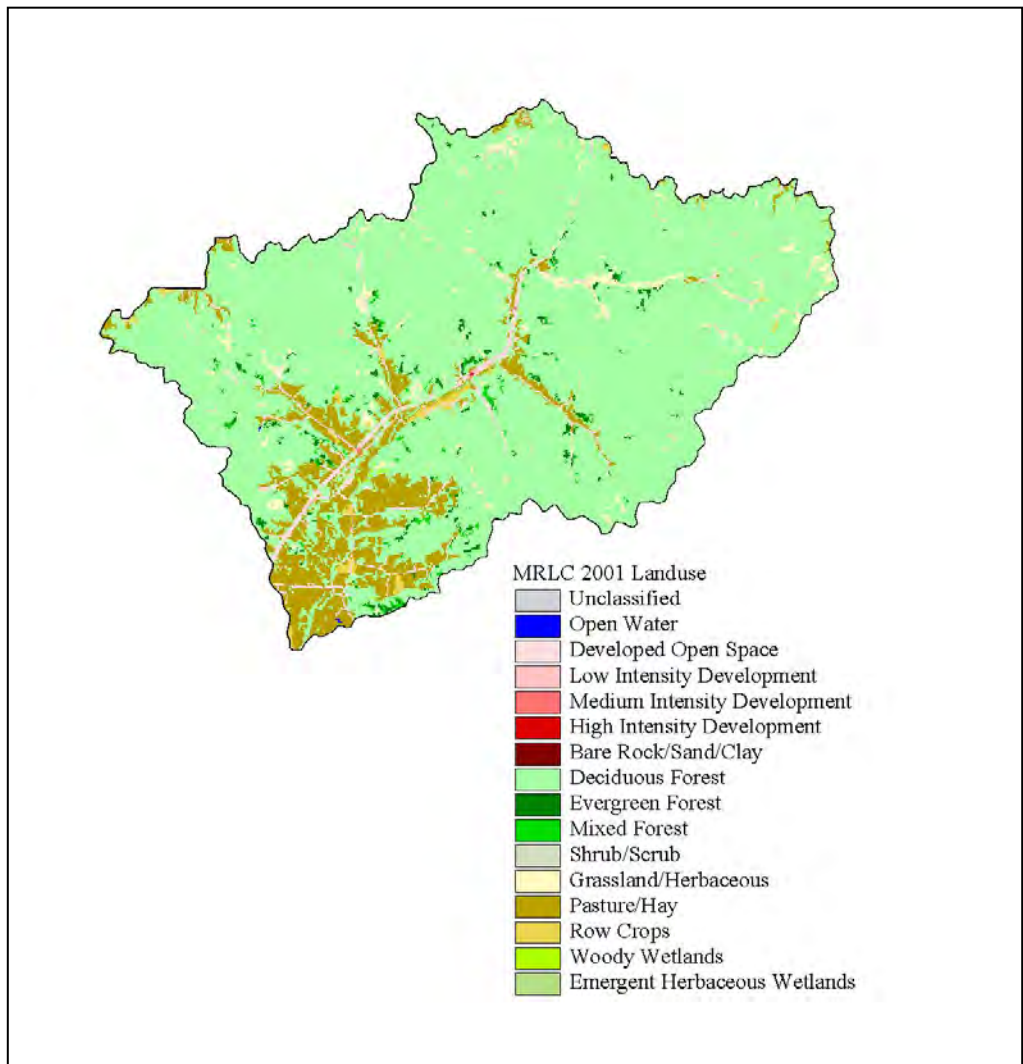 MRLC 2001 Landuse
Unclassified
Open Water
Developed Open Space
Low Intensity Development
Medium Intensity Development
High Intensity Development
Bare Rock/Sand/Clay
Deciduous Forest
Evergreen Forest
Mixed Forest
Shrub/Scrub
Grassland/Herbaceous
Pasture/Hay
Row Crops
Woody Wetlands
Emergent Herbaceous Wetlands